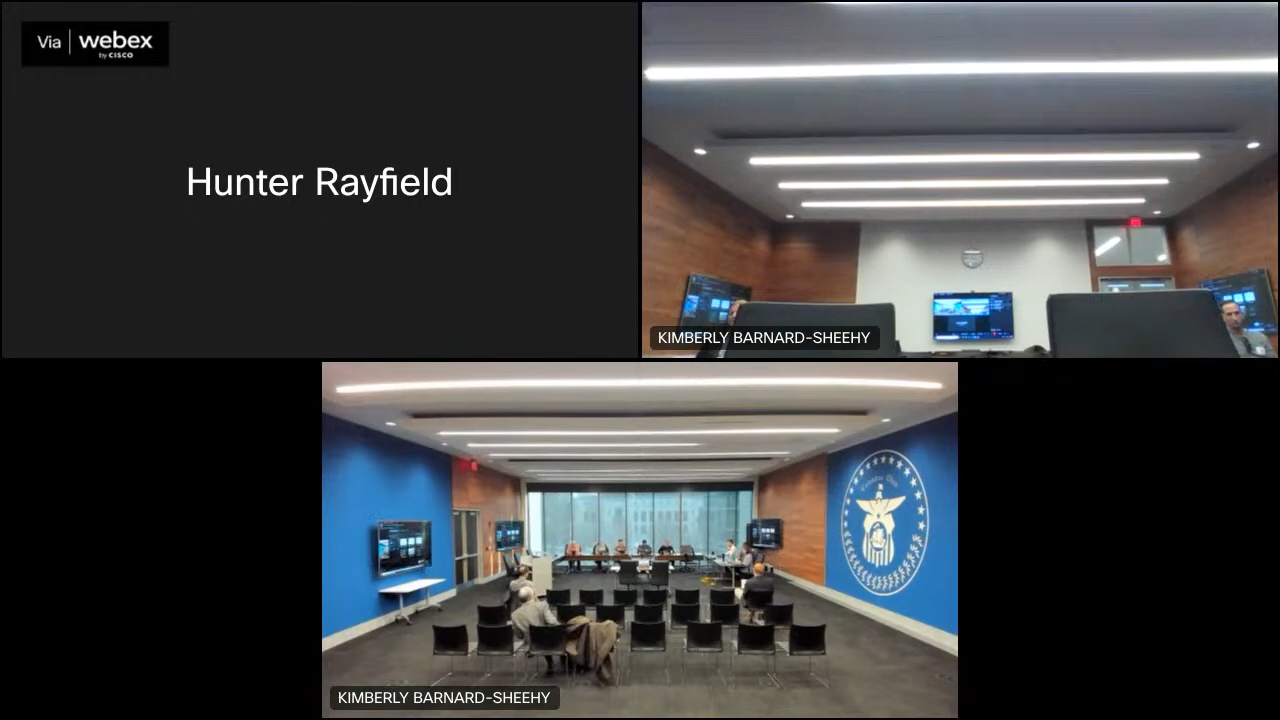 Via webex
by CISCO
Hunter Rayfield
KIMBERLY BARNARD-SHEEHY
KIMBERLY BARNARD-SHEEHY